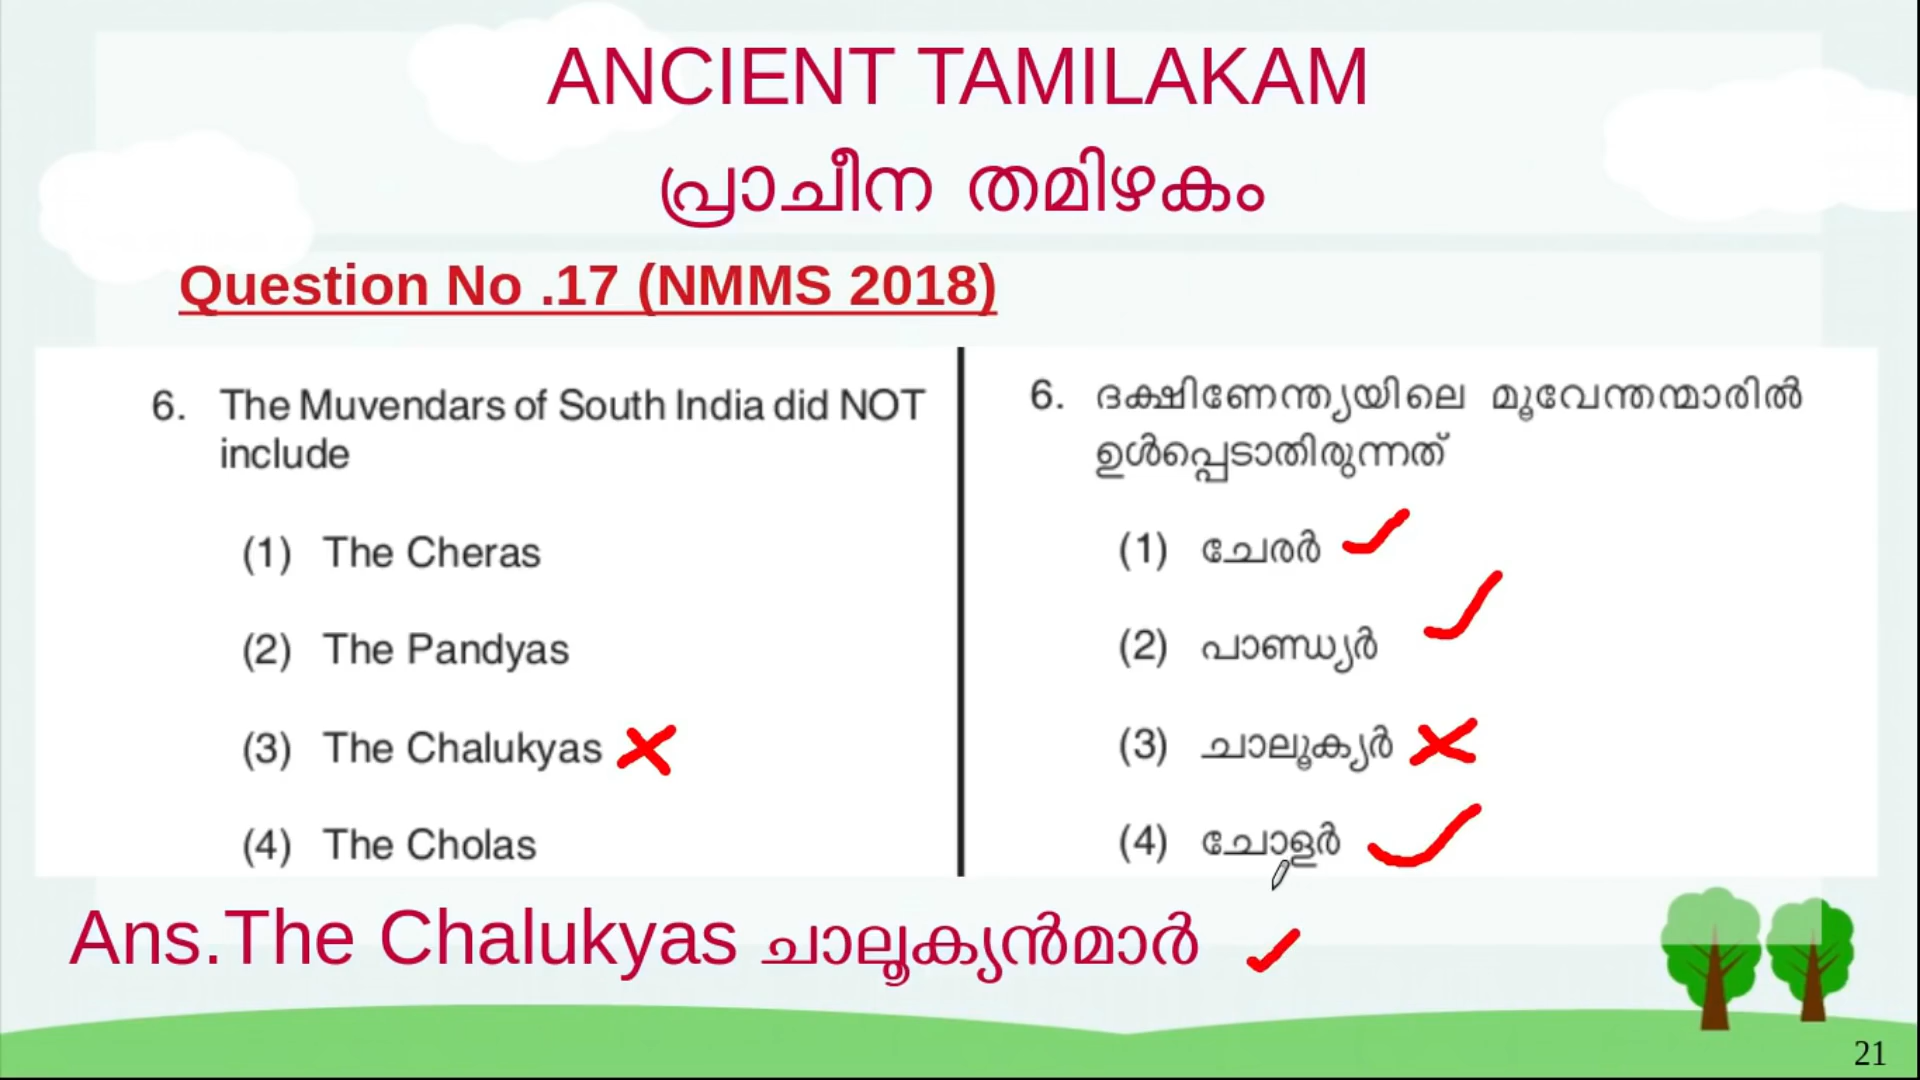 ANCIENT TAMILAKAM
പ്രാചീന തമിഴകം
Question No .17 (NMMS 2018)
6. The Muvendars of South India did NOT
include
(1) The Cheras
(2) The Pandyas
(3) The Chalukyas
(4) The Cholas
6. ദക്ഷിണേന്ത്യയിലെ മൂവേന്തന്മാരിൽ
ഉൾപ്പെടാതിരുന്നത്
(1) ചേരർ
(2) പാണ്ഡ്യർ
(3) ചാലൂക്യർ
(4) ചോളർ
Ans.The Chalukyas ചാലൂക്യൻമാർ
21